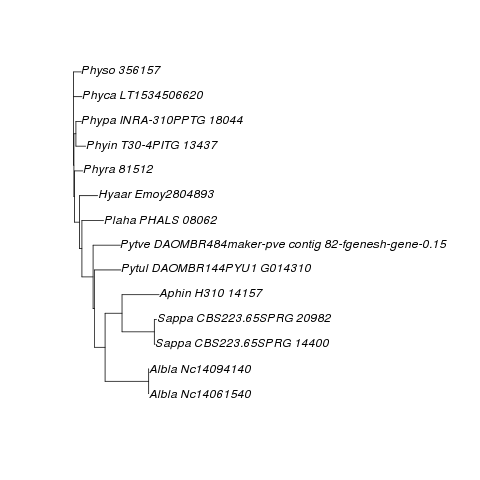 Physo 356157
Phyca LT1534506620
Phypa INRA-310PPTG 18044
Phyin T30-4PITG 13437
Phyra 81512
Hyaar Emoy2804893
Plaha PHALS 08062
Pytve DAOMBR484maker-pve contig 82-fgenesh-gene-0.15
Pytul DAOMBR144PYU1 G014310
Aphin H310 14157
Sappa CBS223.65SPRG 20982
Sappa CBS223.65SPRG 14400
Albla Nc14094140
Albla Nc14061540